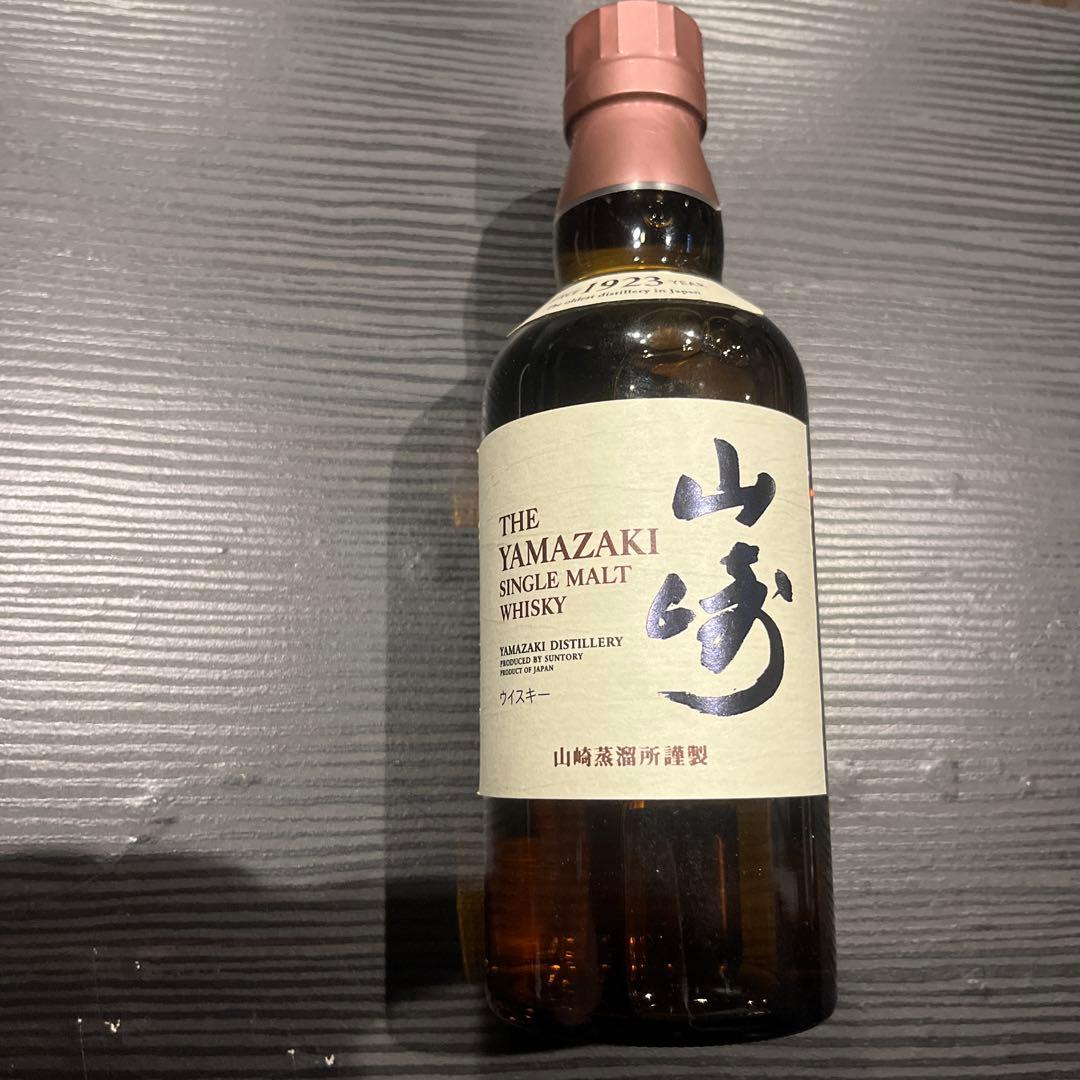 1923 YEAR
The oldest distillery in Japan
THE
YAMAZAKI
SINGLE MALT
WHISKY
山崎
YAMAZAKI DISTILLERY
PRODUCED BY SUNTORY
PRODUCT OF JAPAN
ウイスキー
山崎蒸溜所謹製